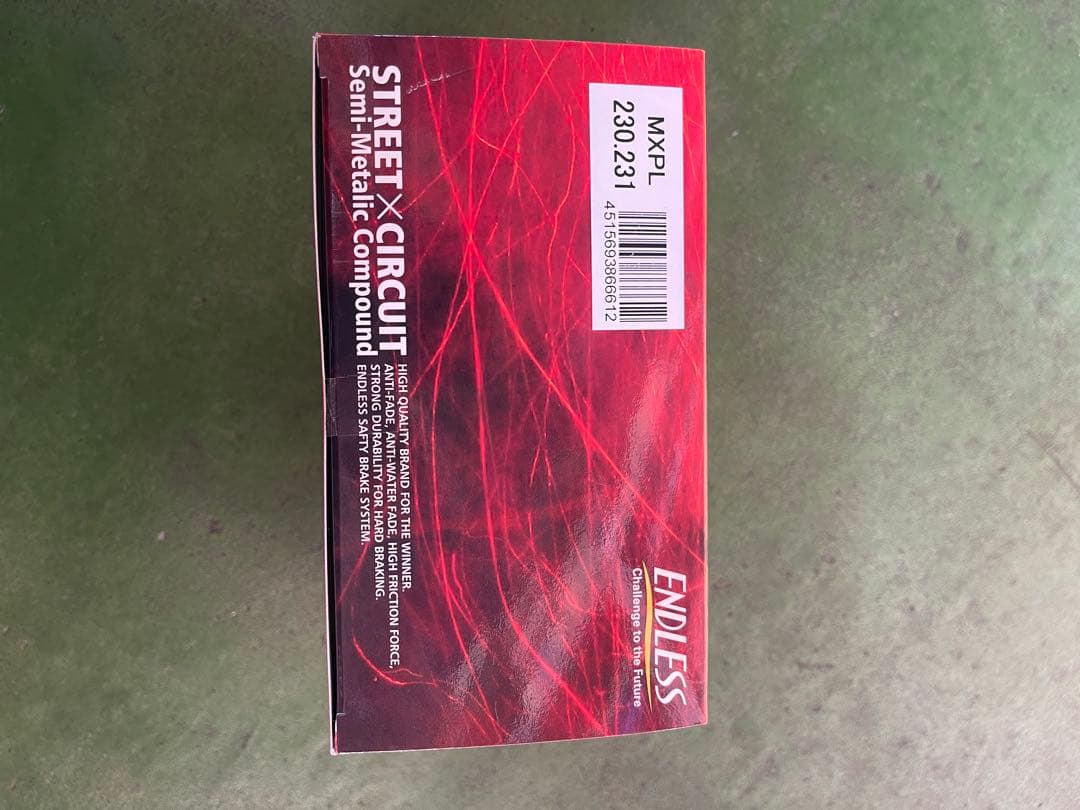 MXPL
230.231
4515693866612
ENDLESS
Challenge to the Future
STREET×CIRCUIT
Semi-Metalic Compound
HIGH QUALITY BRAND FOR THE WINNER.
ANTI-FADE, ANTI-WATER FADE, HIGH FRICTION FORCE,
STRONG DURABILITY FOR HARD BRAKING.
ENDLESS SAFTY BRAKE SYSTEM.